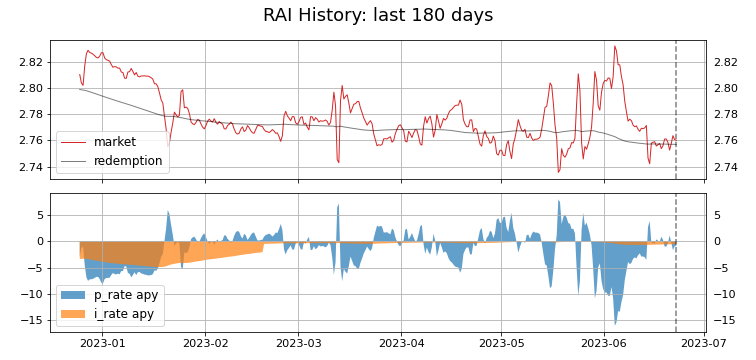 RAI History: last 180 days
2.82 2.82
2.80 2.80
2.78 2.78
2.76 2.76
2.74 2.74
market
redemption
5 5
0 0
−5 −5
−10 −10
−15 −15
p_rate apy
i_rate apy
2023-01 2023-02 2023-03 2023-04 2023-05 2023-06 2023-07